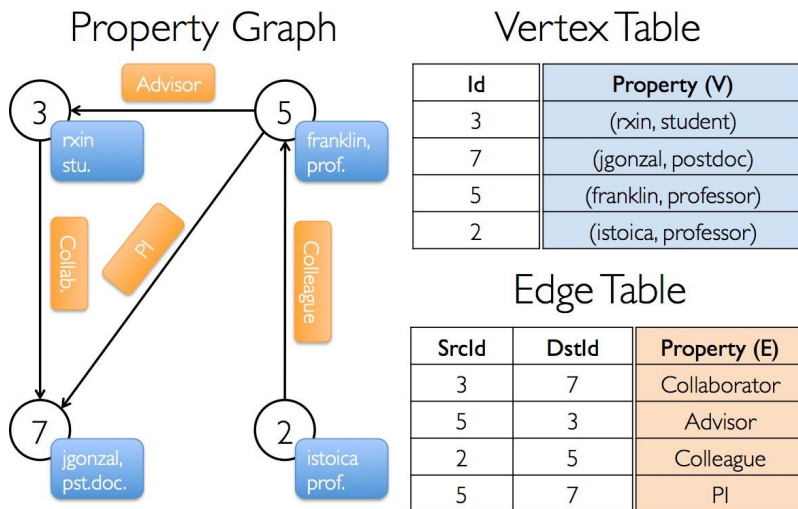 Property Graph
Advisor
3
rxin
stu.
5
franklin,
prof.
Collab.
PI
Colleague
7
jgonzal,
pst.doc.
2
istoica
prof.
Vertex Table
Id Property (V)
3 (rxin, student)
7 (jgonzal, postdoc)
5 (franklin, professor)
2 (istoica, professor)
Edge Table
SrcId DstId Property (E)
3 7 Collaborator
5 3 Advisor
2 5 Colleague
5 7 PI